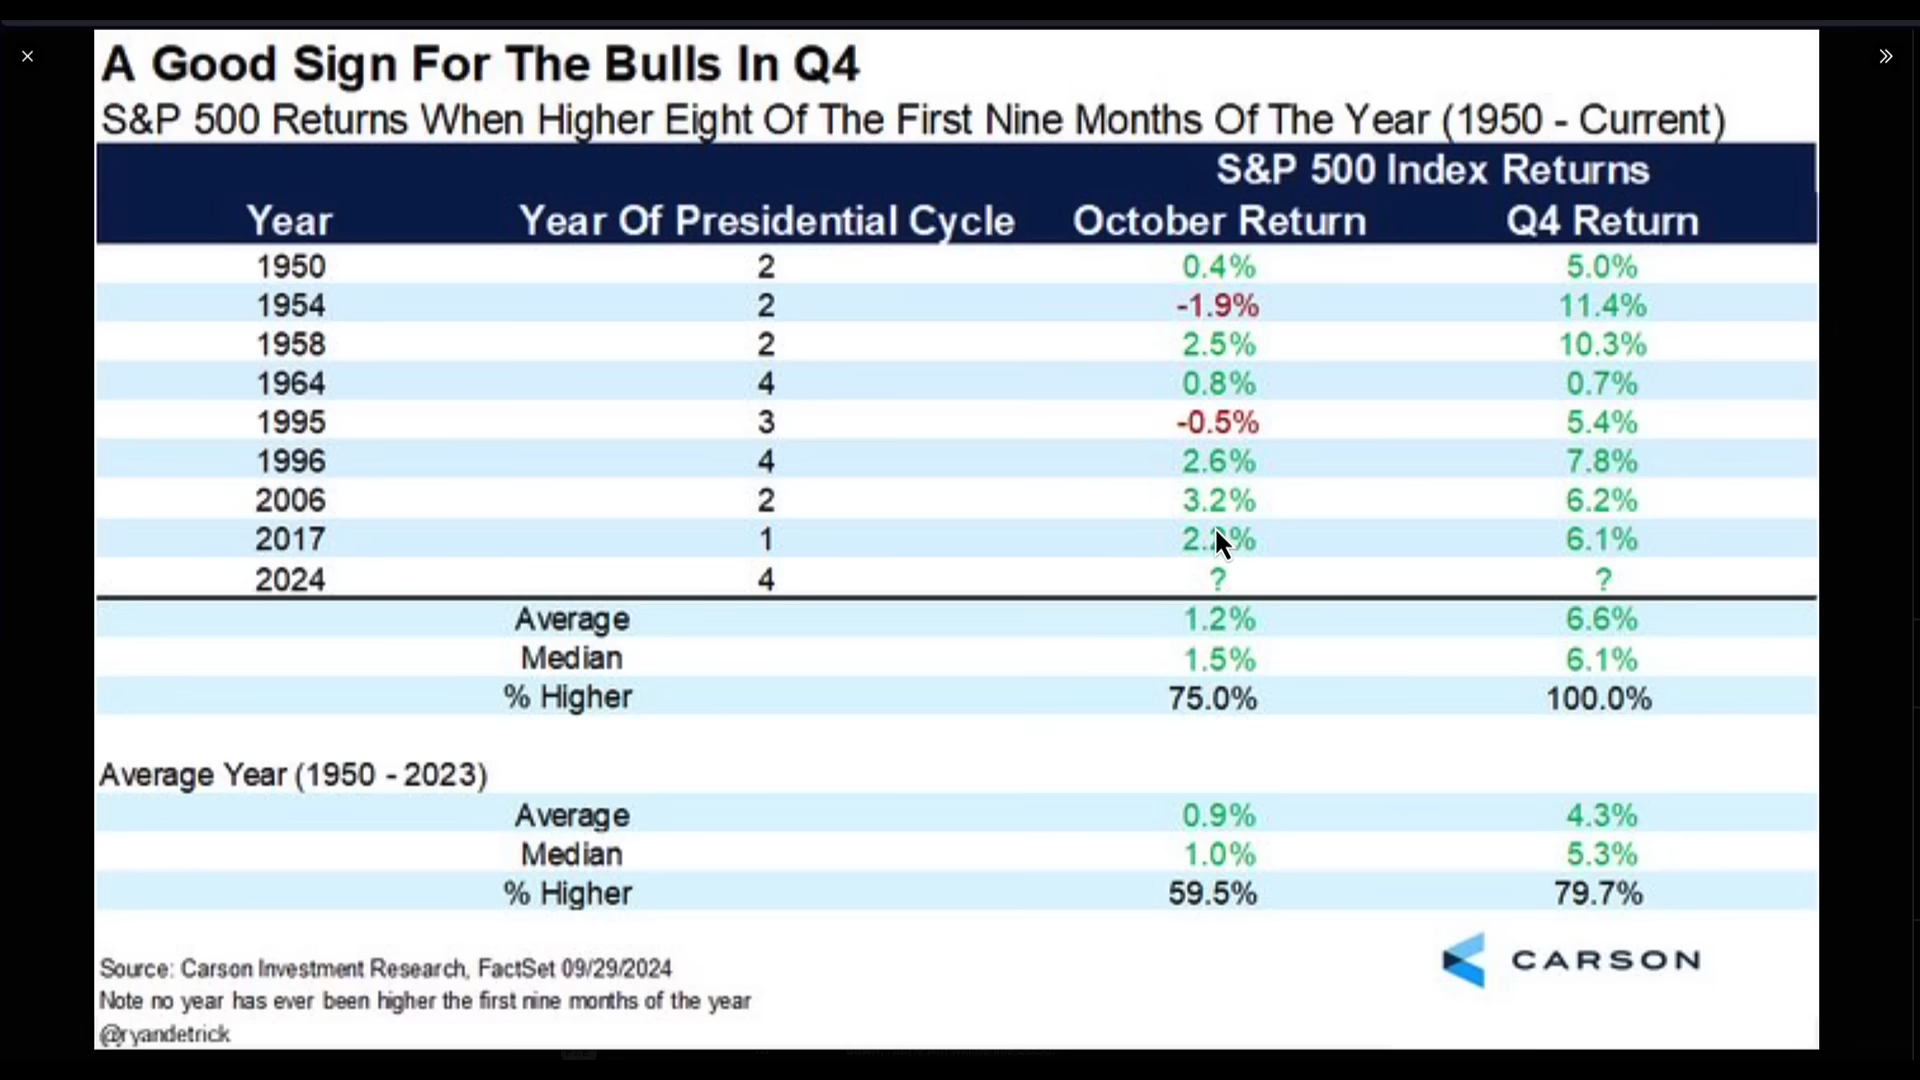 A Good Sign For The Bulls In Q4
S&P 500 Returns When Higher Eight Of The First Nine Months Of The Year (1950 - Current)
S&P 500 Index Returns
Year Year Of Presidential Cycle October Return Q4 Return
1950 2 0.4% 5.0%
1954 2 -1.9% 11.4%
1958 2 2.5% 10.3%
1964 4 0.8% 0.7%
1995 3 -0.5% 5.4%
1996 4 2.6% 7.8%
2006 2 3.2% 6.2%
2017 1 6.1%
2024 4 ? ?
Average 1.2% 6.6%
Median 1.5% 6.1%
% Higher 75.0% 100.0%
Average Year (1950 - 2023)
Average 0.9% 4.3%
Median 1.0% 5.3%
% Higher 59.5% 79.7%
Source: Carson Investment Research, FactSet 09/29/2024
CARSON
Note no year has ever been higher the first nine months of the year
@ryandetrick